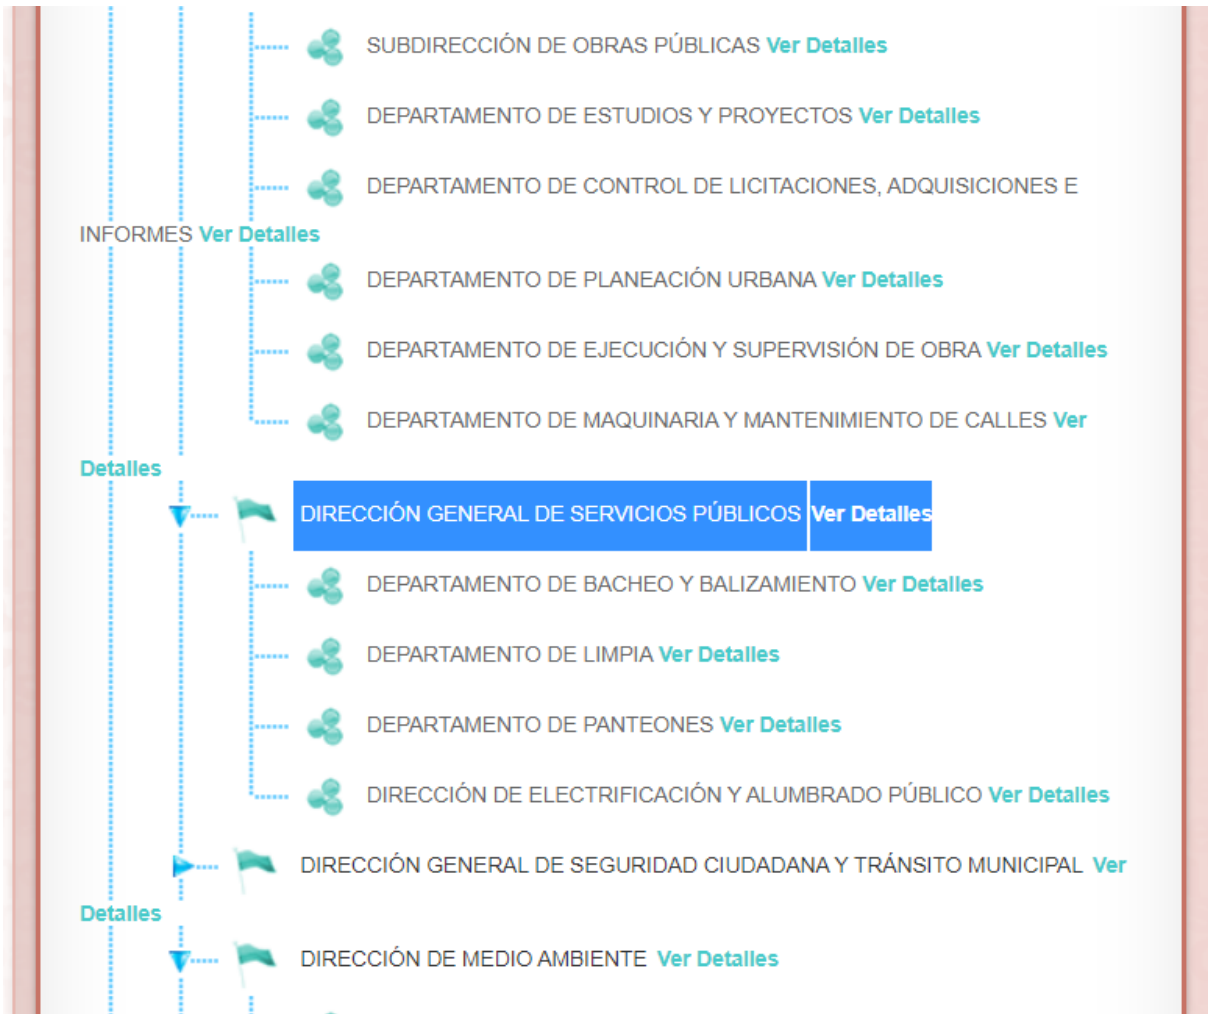 SUBDIRECCIÓN DE OBRAS PÚBLICAS Ver Detalles
DEPARTAMENTO DE ESTUDIOS Y PROYECTOS Ver Detalles
DEPARTAMENTO DE CONTROL DE LICITACIONES, ADQUISICIONES E
INFORMES Ver Detalles
DEPARTAMENTO DE PLANEACIÓN URBANA Ver Detalles
DEPARTAMENTO DE EJECUCIÓN Y SUPERVISIÓN DE OBRA Ver Detalles
DEPARTAMENTO DE MAQUINARIA Y MANTENIMIENTO DE CALLES Ver
Detalles
DIRECCIÓN GENERAL DE SERVICIOS PÚBLICOS Ver Detalles
DEPARTAMENTO DE BACHEO Y BALIZAMIENTO Ver Detalles
DEPARTAMENTO DE LIMPIA Ver Detalles
DEPARTAMENTO DE PANTEONES Ver Detalles
DIRECCIÓN DE ELECTRIFICACIÓN Y ALUMBRADO PÚBLICO Ver Detalles
DIRECCIÓN GENERAL DE SEGURIDAD CIUDADANA Y TRÁNSITO MUNICIPAL Ver
Detalles
DIRECCIÓN DE MEDIO AMBIENTE Ver Detalles